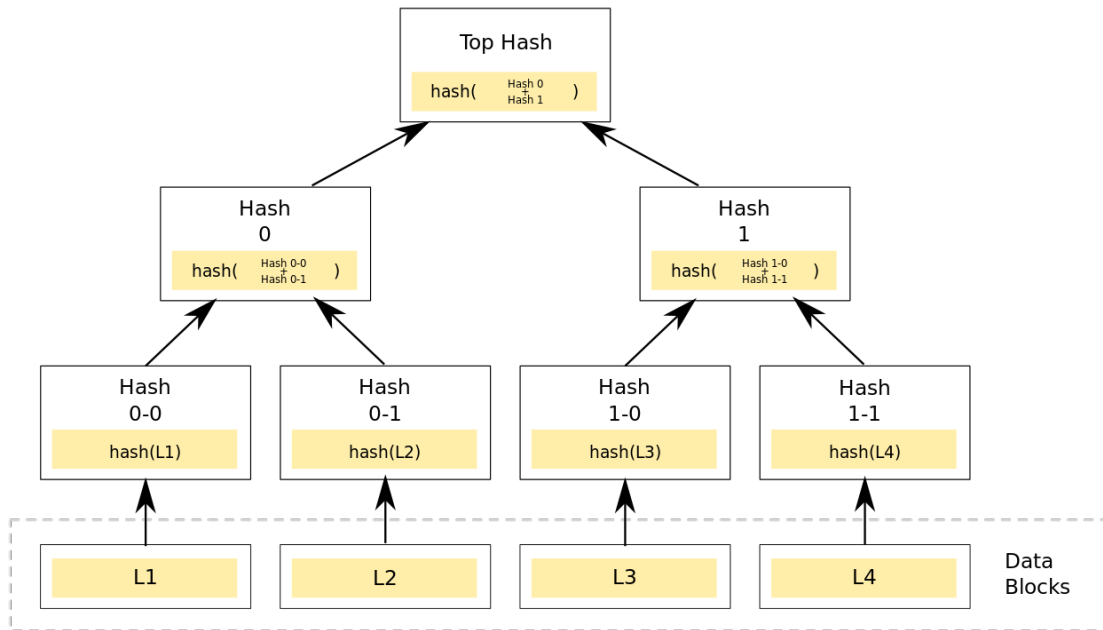 Top Hash
hash( Hash 0 + Hash 1 )
Hash
0
hash( Hash 0-0 + Hash 0-1 )
Hash
1
hash( Hash 1-0 + Hash 1-1 )
Hash
0-0
hash(L1)
Hash
0-1
hash(L2)
Hash
1-0
hash(L3)
Hash
1-1
hash(L4)
L1
L2
L3
L4
Data
Blocks